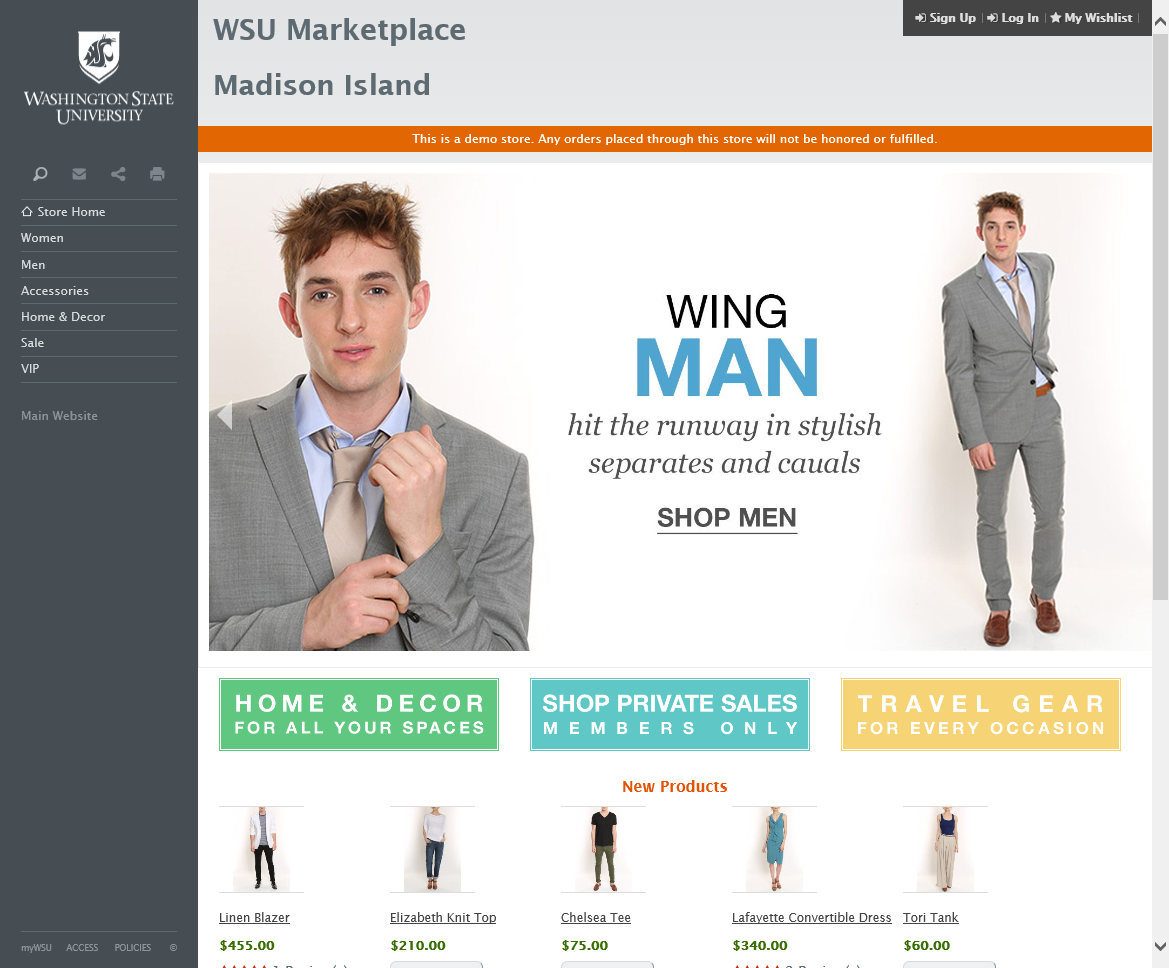 WSU Marketplace
Madison Island
Sign Up | Log In | My Wishlist |
WASHINGTON STATE
UNIVERSITY
Store Home
Women
Men
Accessories
Home & Decor
Sale
VIP
Main Website
myWSU ACCESS POLICIES ©
This is a demo store. Any orders placed through this store will not be honored or fulfilled.
WING
MAN
hit the runway in stylish
separates and cauals
SHOP MEN
HOME & DECOR
FOR ALL YOUR SPACES
SHOP PRIVATE SALES
MEMBERS ONLY
TRAVEL GEAR
FOR EVERY OCCASION
New Products
Linen Blazer
Elizabeth Knit Top
Chelsea Tee
Lafayette Convertible Dress
Tori Tank
$455.00
$210.00
$75.00
$340.00
$60.00